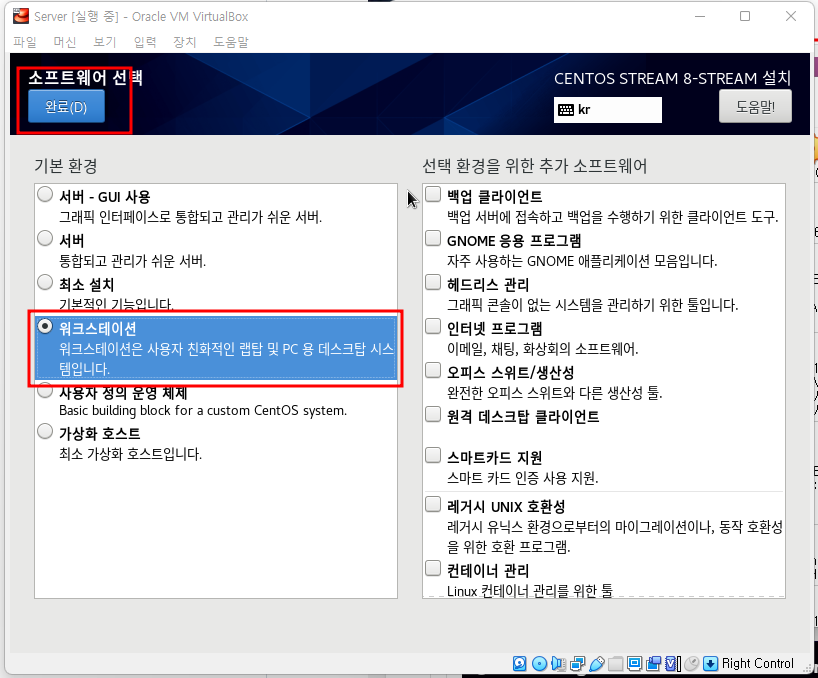 Server [실행 중] - Oracle VM VirtualBox
파일 머신 보기 입력 장치 도움말
소프트웨어 선택
CENTOS STREAM 8-STREAM 설치
완료(D)
kr
도움말!
기본 환경
서버 - GUI 사용
그래픽 인터페이스로 통합되고 관리가 쉬운 서버.
서버
통합되고 관리가 쉬운 서버.
최소 설치
기본적인 기능입니다.
워크스테이션
워크스테이션은 사용자 친화적인 랩탑 및 PC 용 데스크탑 시스
템입니다.
사용자 정의 운영 체제
Basic building block for a custom CentOS system.
가상화 호스트
최소 가상화 호스트입니다.
선택 환경을 위한 추가 소프트웨어
백업 클라이언트
백업 서버에 접속하고 백업을 수행하기 위한 클라이언트 도구.
GNOME 응용 프로그램
자주 사용하는 GNOME 애플리케이션 모음입니다.
헤드리스 관리
그래픽 콘솔이 없는 시스템을 관리하기 위한 툴입니다.
인터넷 프로그램
이메일, 채팅, 화상회의 소프트웨어.
오피스 스위트/생산성
완전한 오피스 스위트와 다른 생산성 툴.
원격 데스크탑 클라이언트
스마트카드 지원
스마트 카드 인증 사용 지원.
레거시 UNIX 호환성
레거시 유닉스 환경으로부터의 마이그레이션이나, 동작 호환성
을 위한 호환 프로그램.
컨테이너 관리
Linux 컨테이너 관리를 위한 툴
Right Control